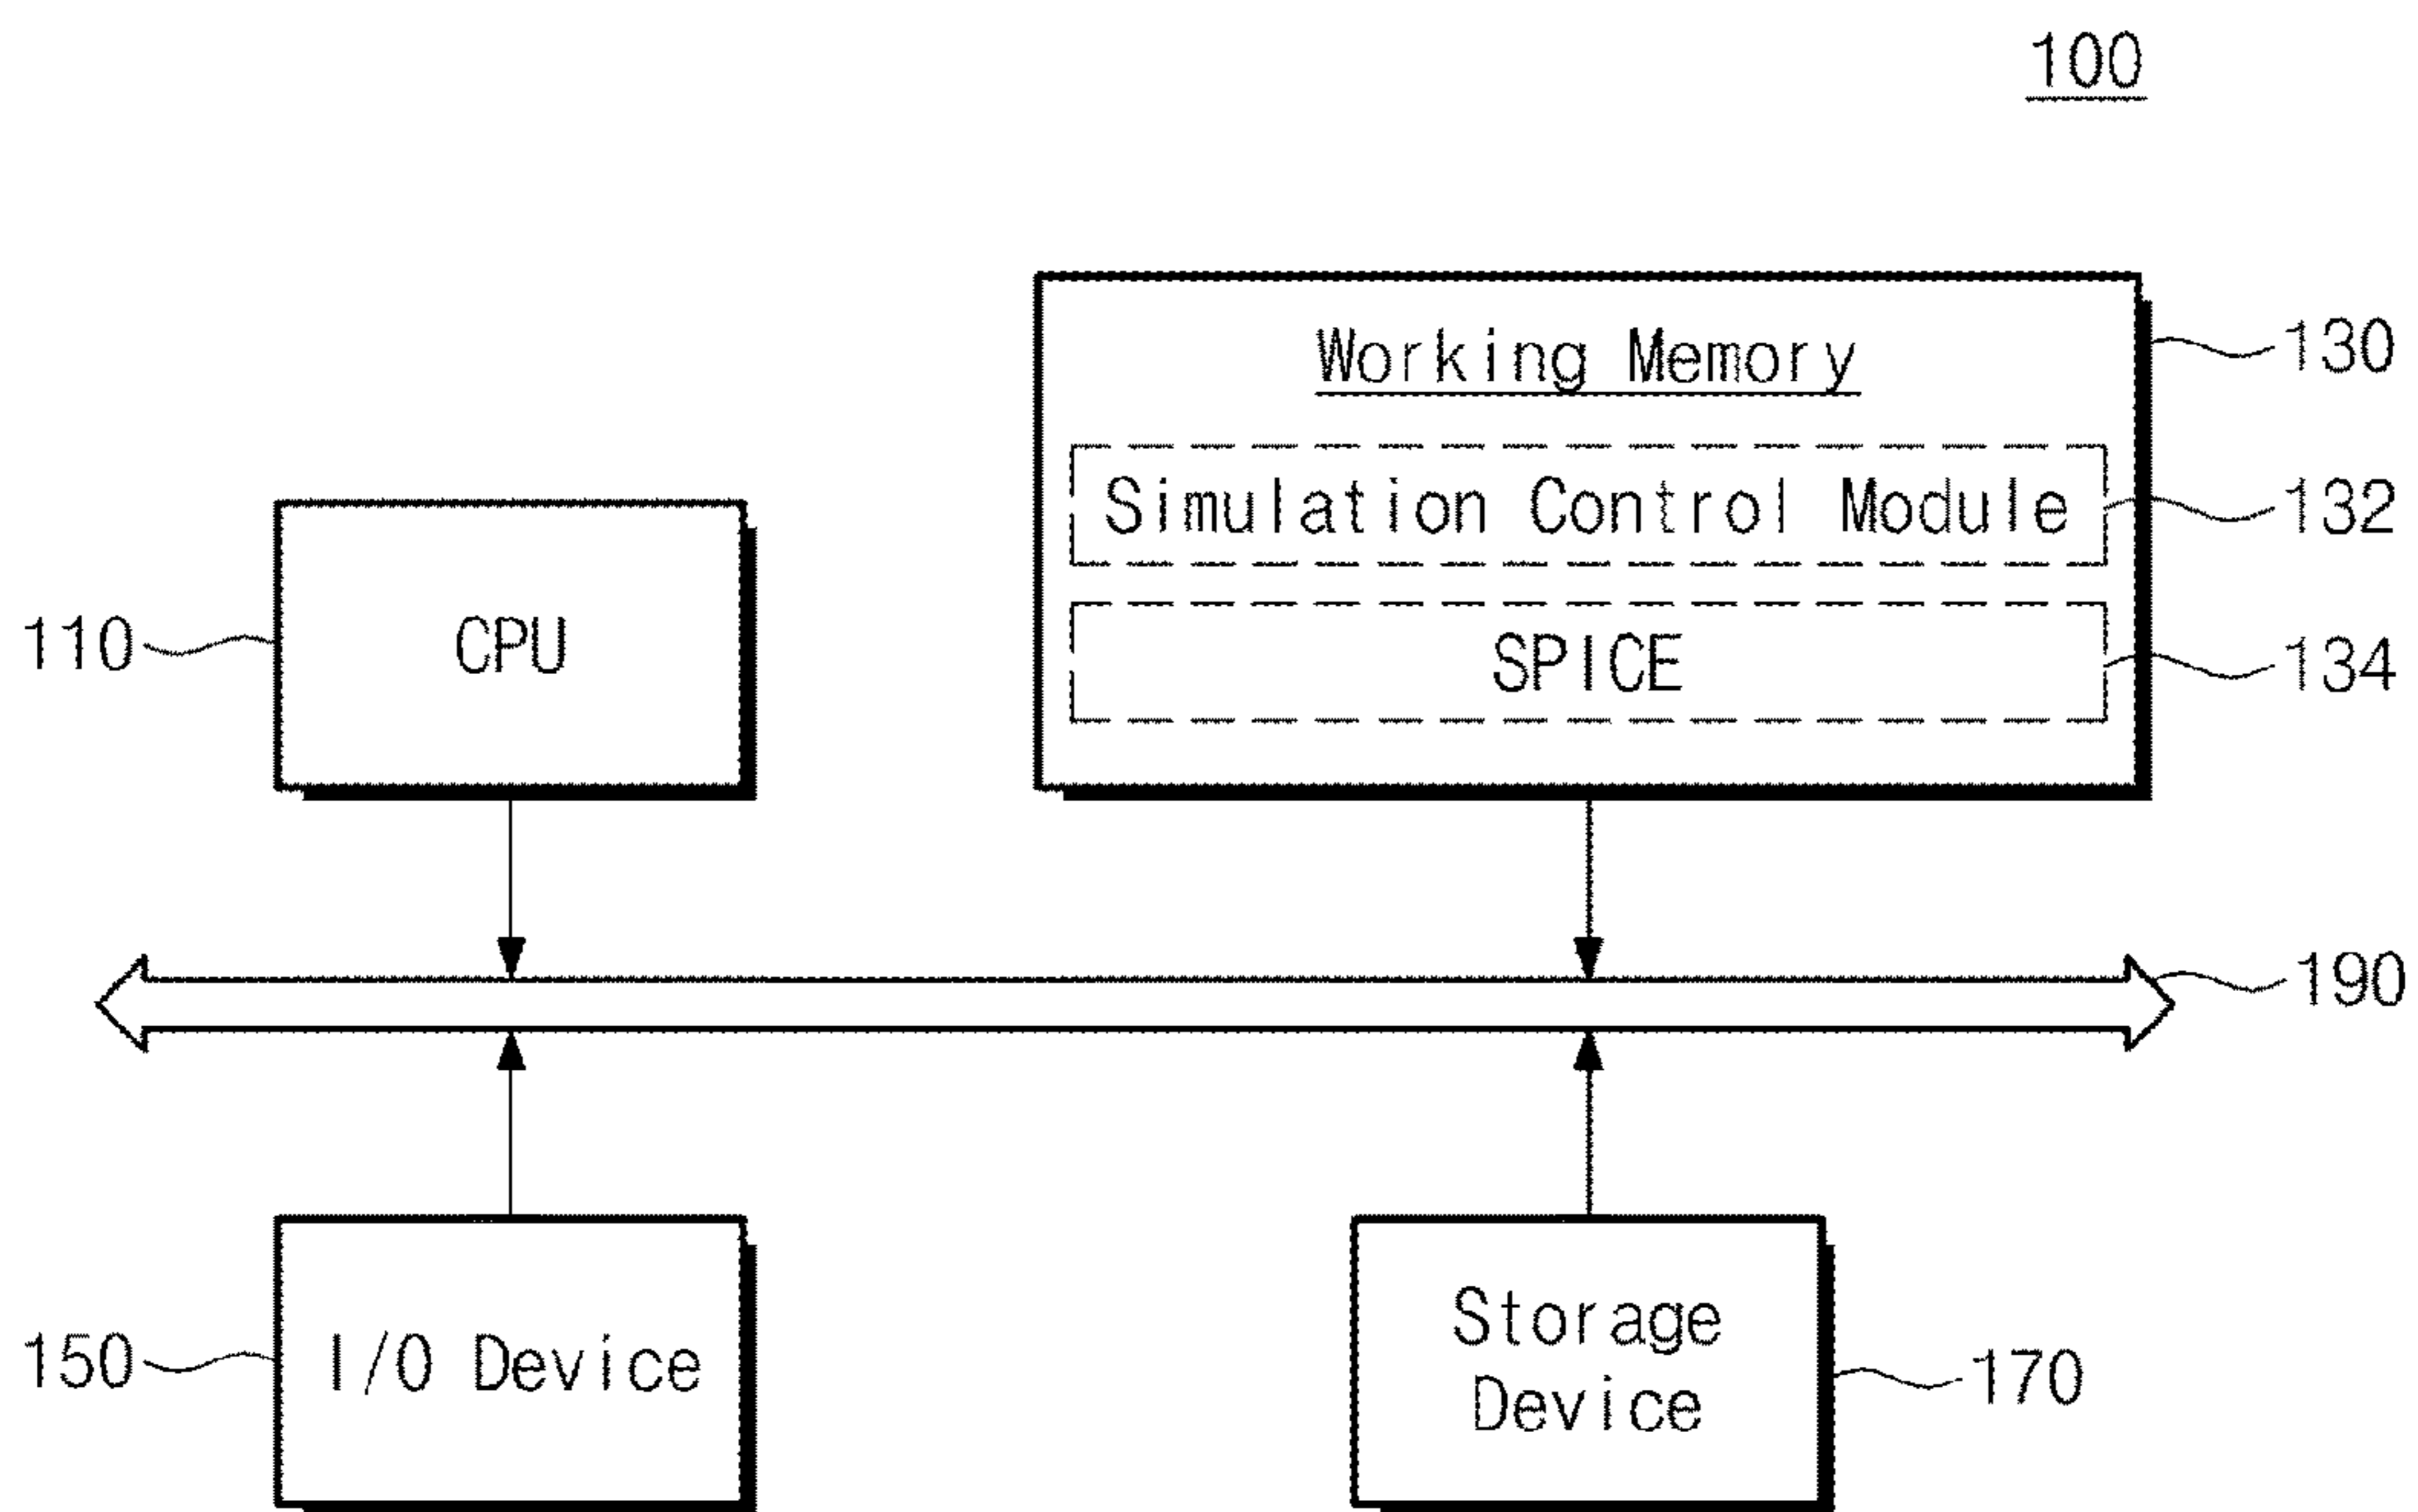 100
Working Memory
130
Simulation Control Module
132
110
CPU
SPICE
134
190
150
I/O Device
Storage
Device
170